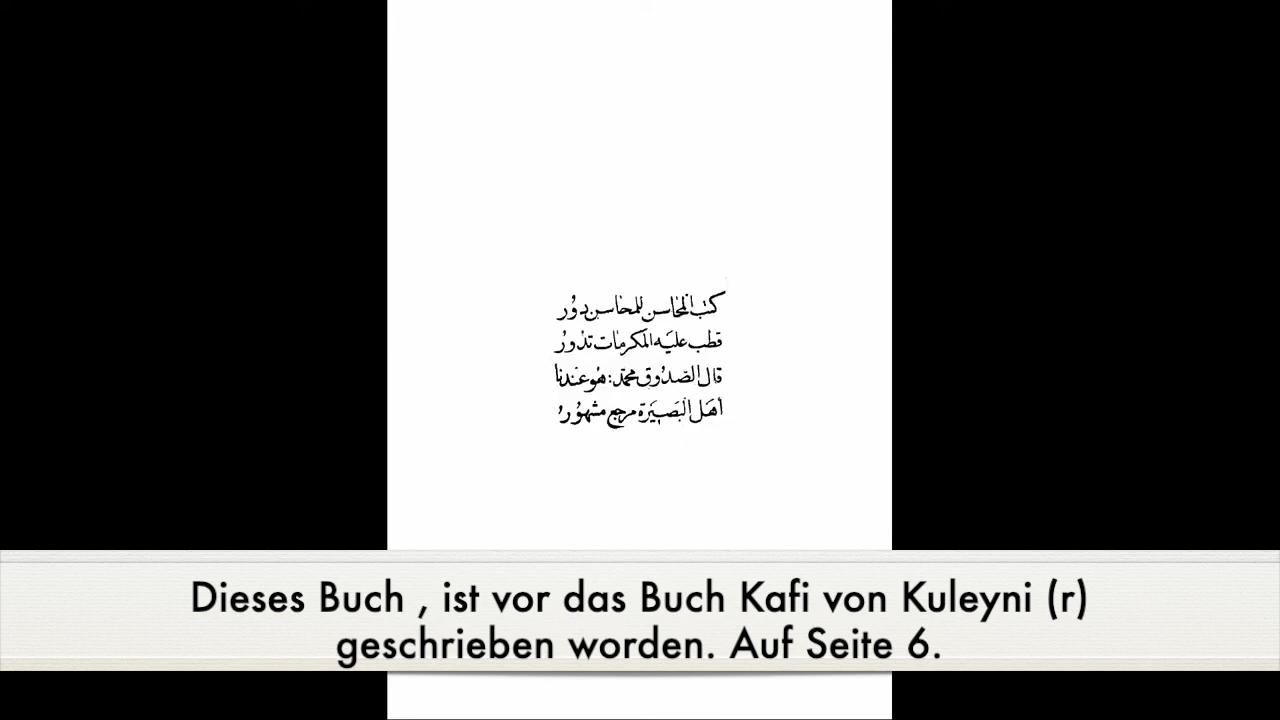 كتب المحاسن للمحاسن دور
قطب عليه المكرمات تدور
قال الصدوق محمد: هو عندنا
أهل البصيرة مرجع مشهور
Dieses Buch , ist vor das Buch Kafi von Kuleyni (r)
geschrieben worden. Auf Seite 6.